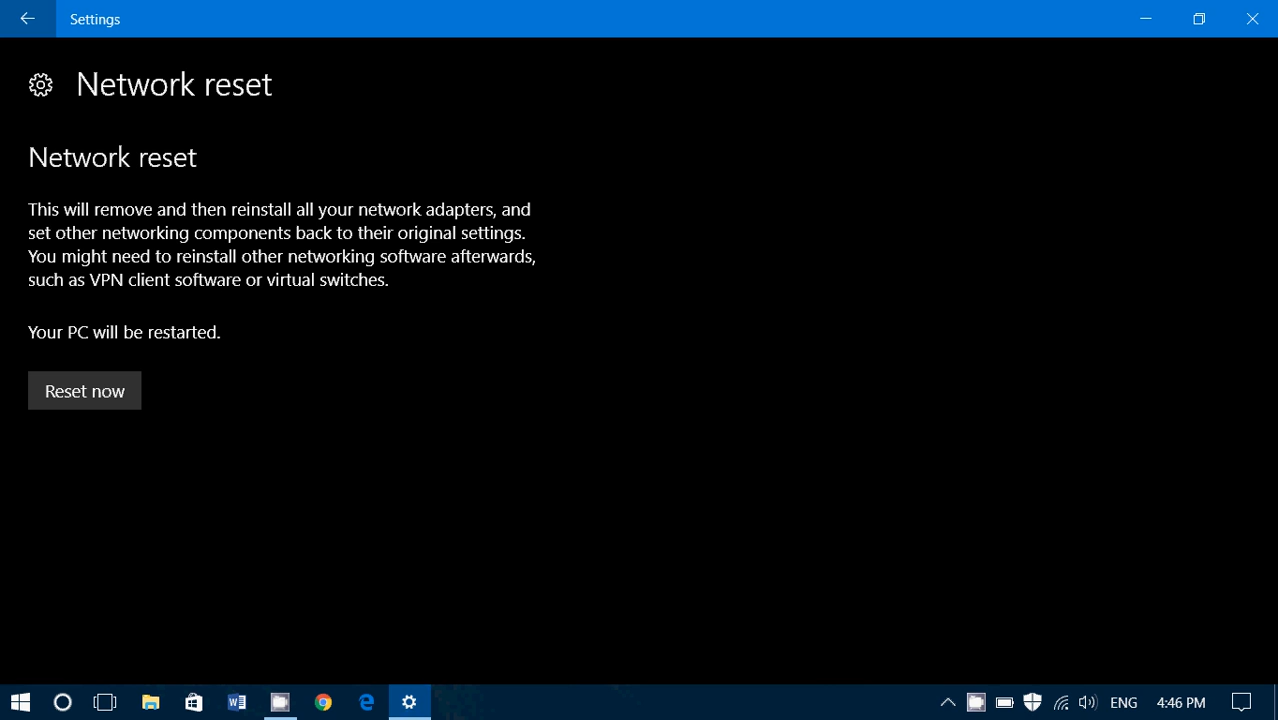 Settings
Network reset
Network reset
This will remove and then reinstall all your network adapters, and
set other networking components back to their original settings.
You might need to reinstall other networking software afterwards,
such as VPN client software or virtual switches.
Your PC will be restarted.
Reset now
ENG 4:46 PM